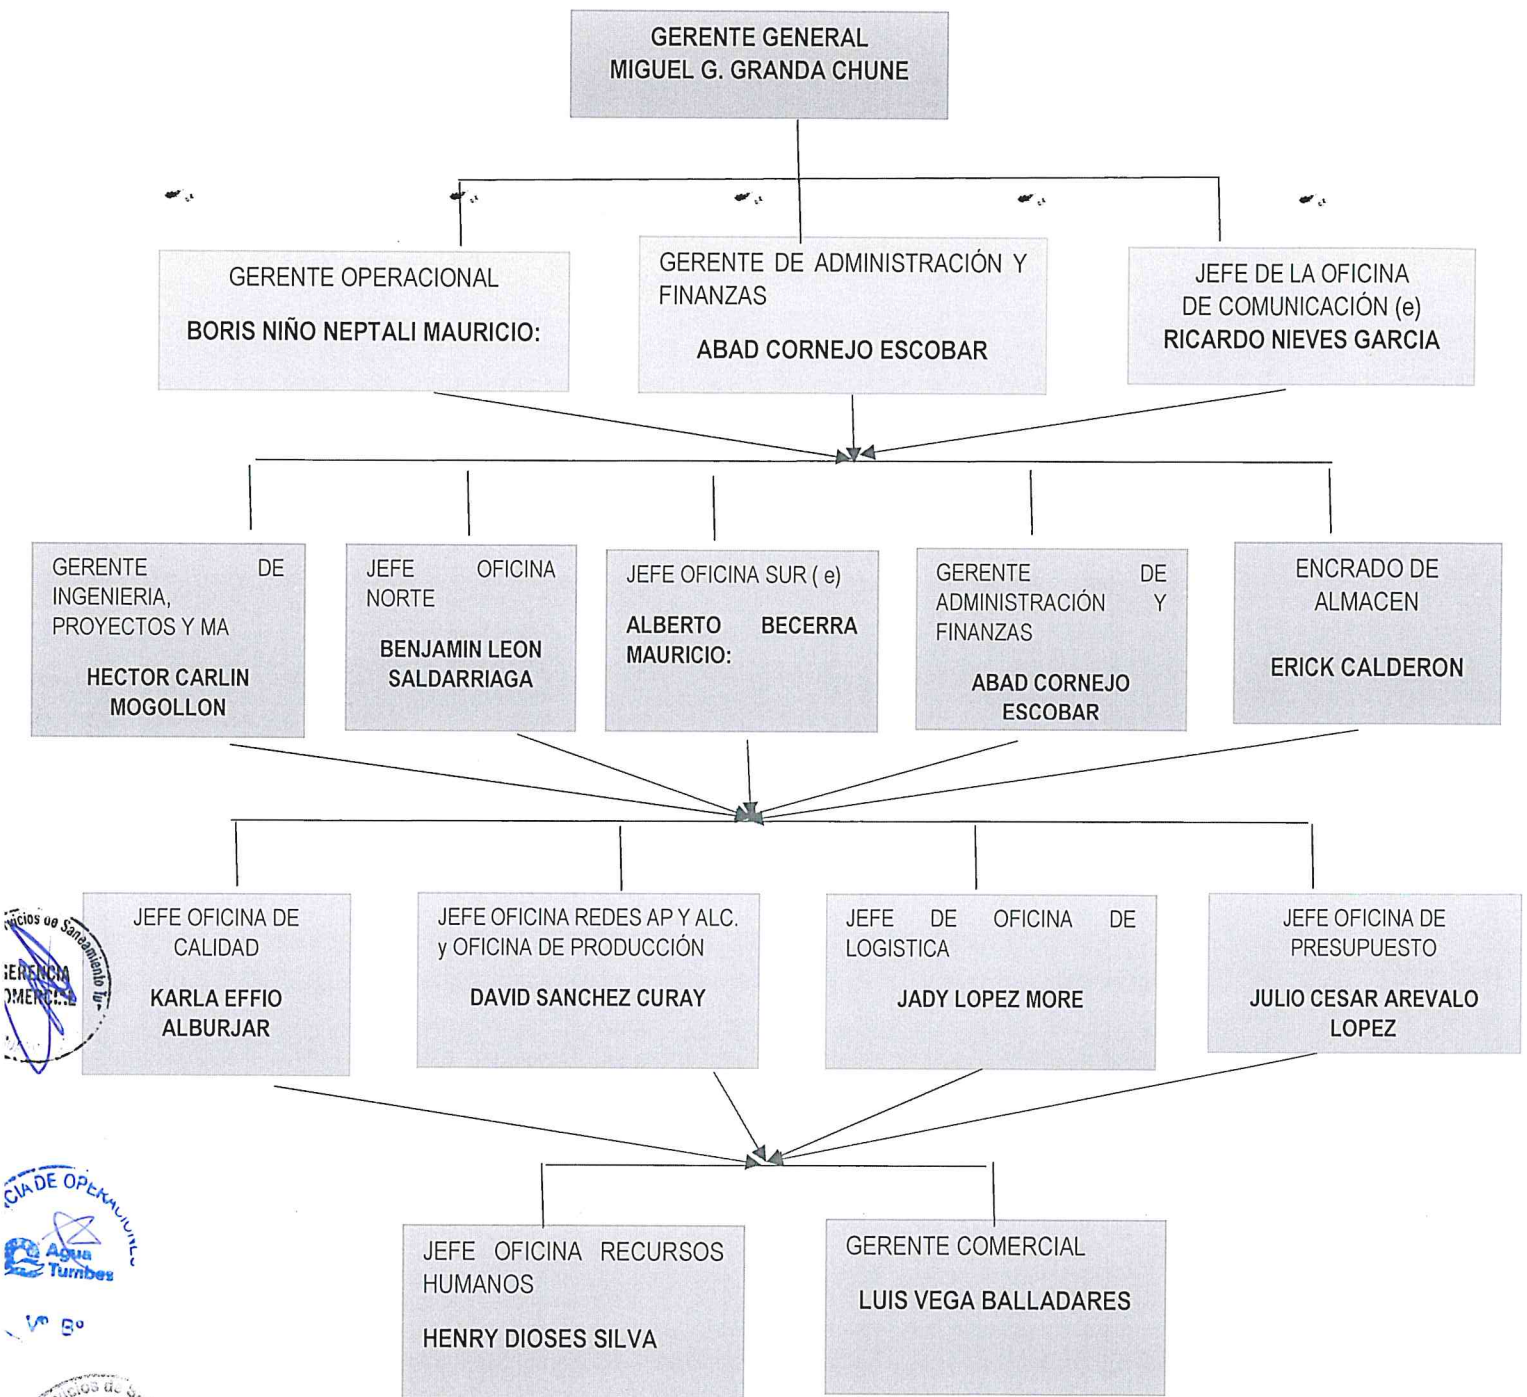 GERENTE GENERAL
MIGUEL G. GRANDA CHUNE
GERENTE OPERACIONAL
BORIS NIÑO NEPTALI MAURICIO:
GERENTE DE ADMINISTRACIÓN Y
FINANZAS
ABAD CORNEJO ESCOBAR
JEFE DE LA OFICINA
DE COMUNICACIÓN (e)
RICARDO NIEVES GARCIA
GERENTE DE
INGENIERIA,
PROYECTOS Y MA
HECTOR CARLIN
MOGOLLON
JEFE OFICINA
NORTE
BENJAMIN LEON
SALDARRIAGA
JEFE OFICINA SUR ( e)
ALBERTO BECERRA
MAURICIO:
GERENTE DE
ADMINISTRACIÓN Y
FINANZAS
ABAD CORNEJO
ESCOBAR
ENCRADO DE
ALMACEN
ERICK CALDERON
JEFE OFICINA DE
CALIDAD
KARLA EFFIO
ALBURJAR
JEFE OFICINA REDES AP Y ALC.
y OFICINA DE PRODUCCIÓN
DAVID SANCHEZ CURAY
JEFE DE OFICINA DE
LOGISTICA
JADY LOPEZ MORE
JEFE OFICINA DE
PRESUPUESTO
JULIO CESAR AREVALO
LOPEZ
JEFE OFICINA RECURSOS
HUMANOS
HENRY DIOSES SILVA
GERENTE COMERCIAL
LUIS VEGA BALLADARES
de Saneamiento
DE
Agua
Tumbes
Vº Bº